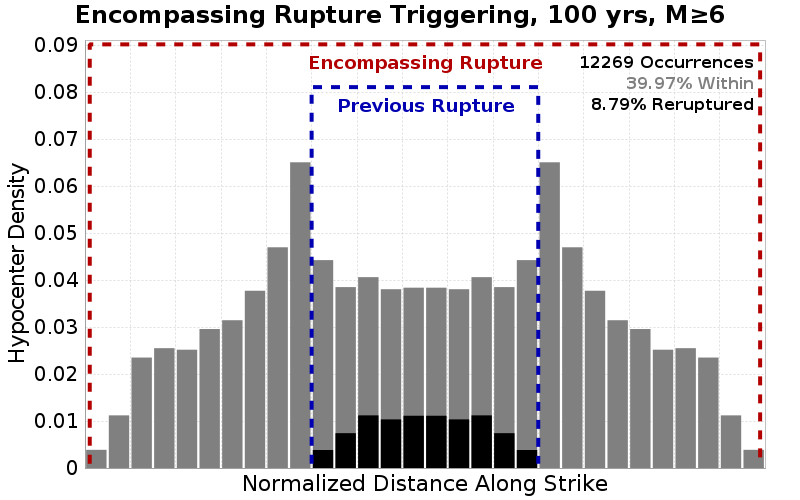 Encompassing Rupture Triggering, 100 yrs, M≥6
Encompassing Rupture
12269 Occurrences
39.97% Within
8.79% Reruptured
Previous Rupture
Hypocenter Density
0.09
0.08
0.07
0.06
0.05
0.04
0.03
0.02
0.01
0
Normalized Distance Along Strike